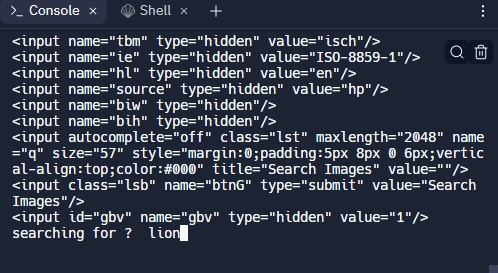 Console
Shell
<input name="tbm" type="hidden" value="isch"/>
<input name="ie" type="hidden" value="ISO-8859-1"/>
<input name="hl" type="hidden" value="en"/>
<input name="source" type="hidden" value="hp"/>
<input name="biw" type="hidden"/>
<input name="bih" type="hidden"/>
<input autocomplete="off" class="lst" maxlength="2048" name
="q" size="57" style="margin:0;padding:5px 8px 0 6px;vertic
al-align:top;color:#000" title="Search Images" value=""/>
<input class="lsb" name="btnG" type="submit" value="Search
Images"/>
<input id="gbv" name="gbv" type="hidden" value="1"/>
searching for ?  lion